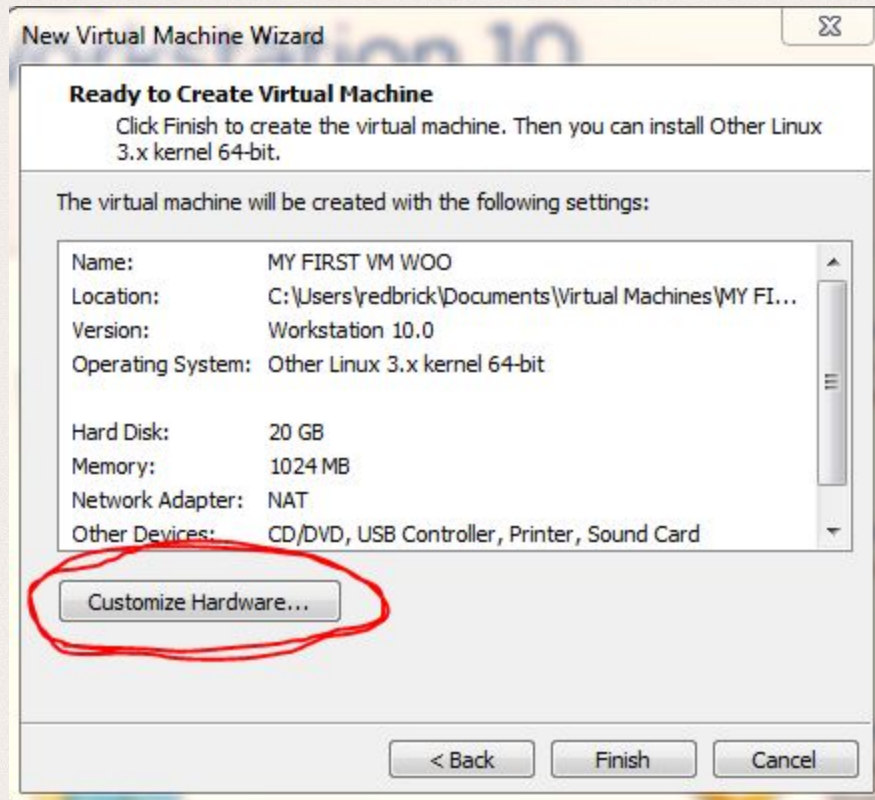 New Virtual Machine Wizard
Workstation 10
Ready to Create Virtual Machine
Click Finish to create the virtual machine. Then you can install Other Linux
3.x kernel 64-bit.
The virtual machine will be created with the following settings:
Name: MY FIRST VM WOO
Location: C:\Users\redbrick\Documents\Virtual Machines\MY FI...
Version: Workstation 10.0
Operating System: Other Linux 3.x kernel 64-bit
Hard Disk: 20 GB
Memory: 1024 MB
Network Adapter: NAT
Other Devices: CD/DVD, USB Controller, Printer, Sound Card
Customize Hardware...
< Back Finish Cancel